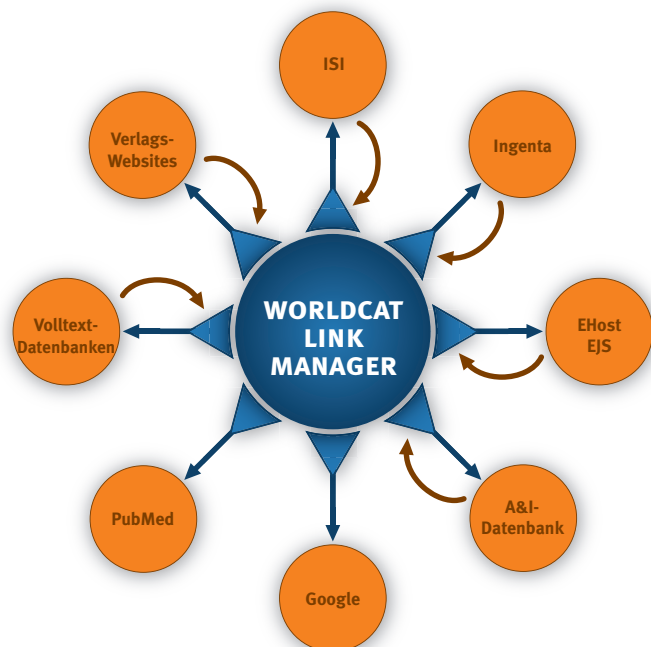 ISI
Verlags-
Websites
Ingenta
WORLDCAT
LINK
MANAGER
Volltext-
Datenbanken
EHost
EJS
PubMed
A&I-
Datenbank
Google